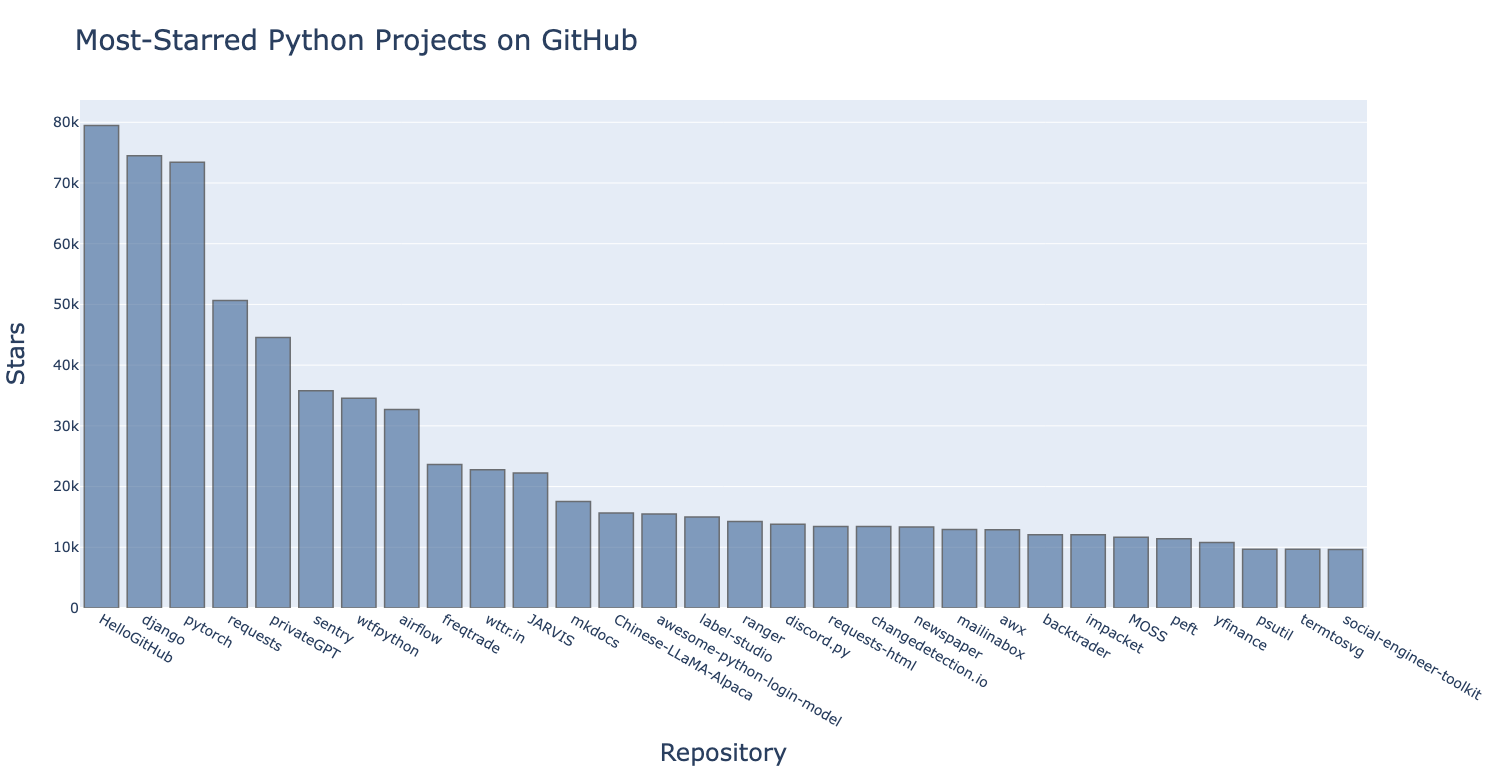 Most-Starred Python Projects on GitHub
Stars
80k
70k
60k
50k
40k
30k
20k
10k
0
HelloGitHub
django
pytorch
requests
privateGPT
sentry
wtfpython
airflow
freqtrade
wttr.in
JARVIS
mkdocs
Chinese-LLaMA-Alpaca
awesome-python-login-model
label-studio
ranger
discord.py
requests-html
changedetection.io
newspaper
mailinabox
awx
backtrader
impacket
MOSS
peft
yfinance
psutil
termtosvg
social-engineer-toolkit
Repository